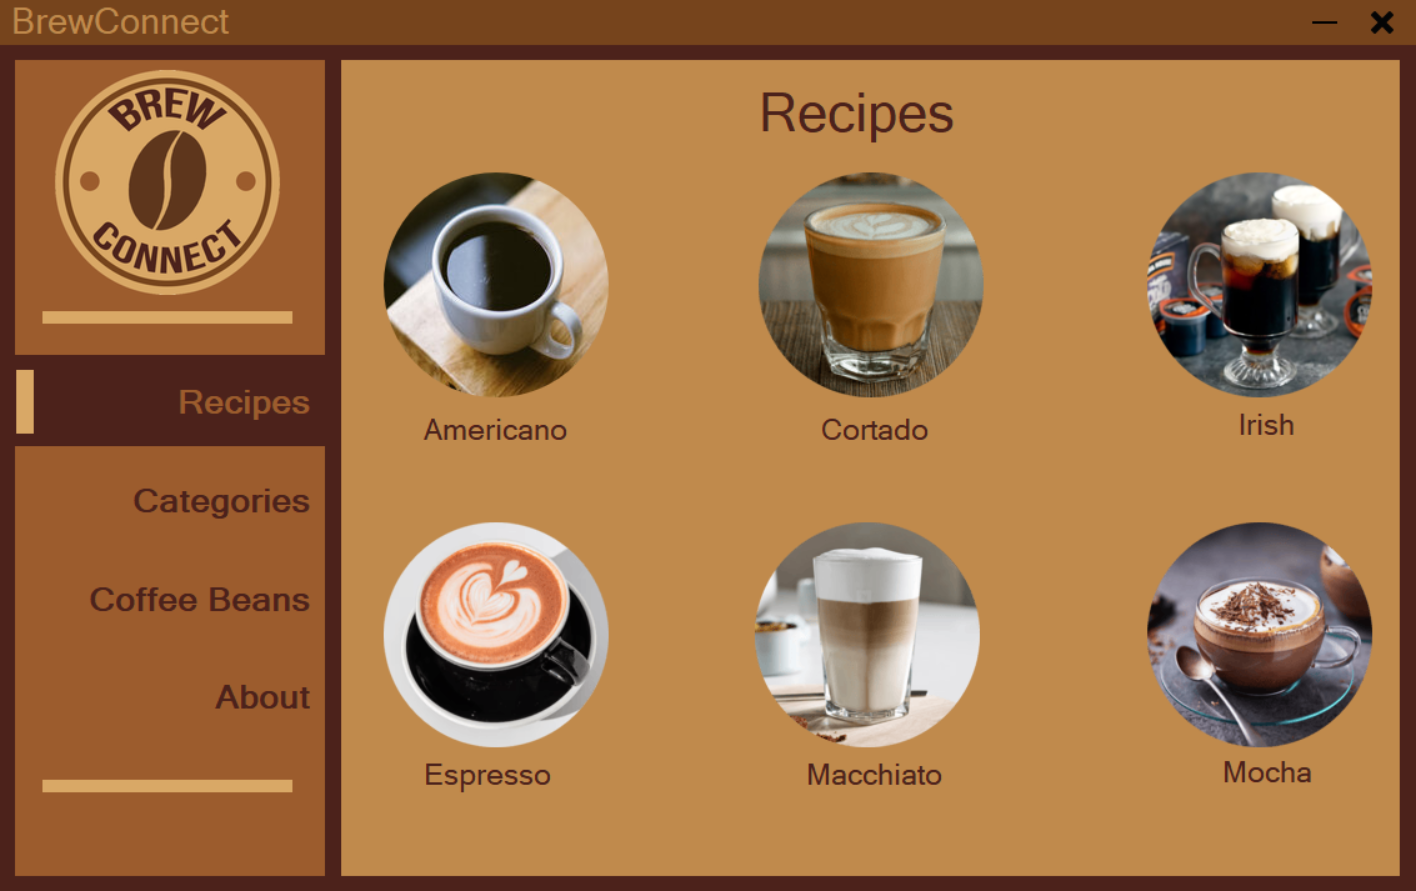 BrewConnect
BREW
CONNECT
Recipes
Categories
Coffee Beans
About
Recipes
Americano
Cortado
Irish
Espresso
Macchiato
Mocha